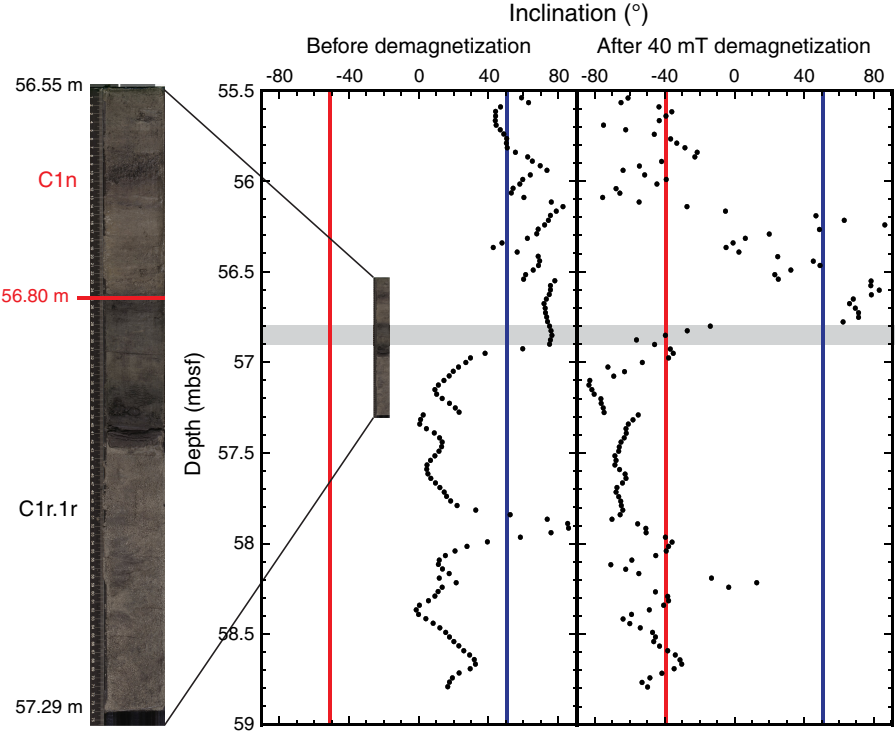 Inclination (°)
Before demagnetization
After 40 mT demagnetization
-80 -40 0 40 80
-80 -40 0 40 80
56.55 m
C1n
56.80 m
C1r.1r
57.29 m
Depth (mbsf)
55.5
56
56.5
57
57.5
58
58.5
59